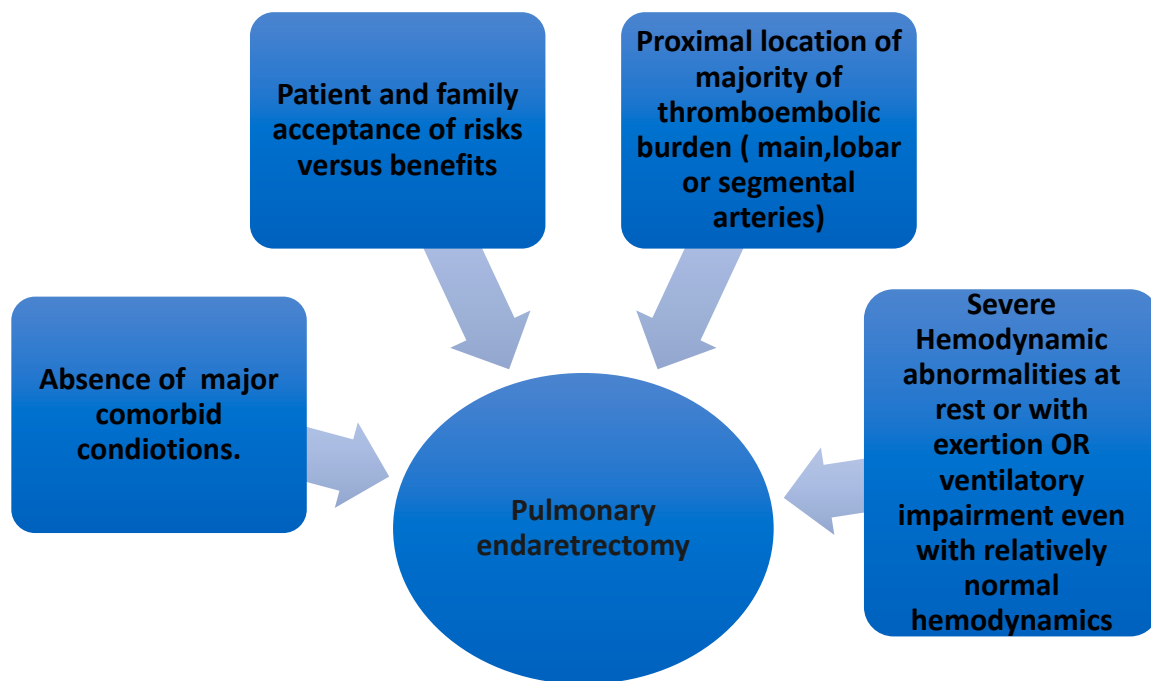 Patient and family
acceptance of risks
versus benefits
Proximal location of
majority of
thromboembolic
burden ( main,lobar
or segmental
arteries)
Absence of  major
comorbid
condiotions.
Severe
Hemodynamic
abnormalities at
rest or with
exertion OR
ventilatory
impairment even
with relatively
normal
hemodynamics
Pulmonary
endaretrectomy